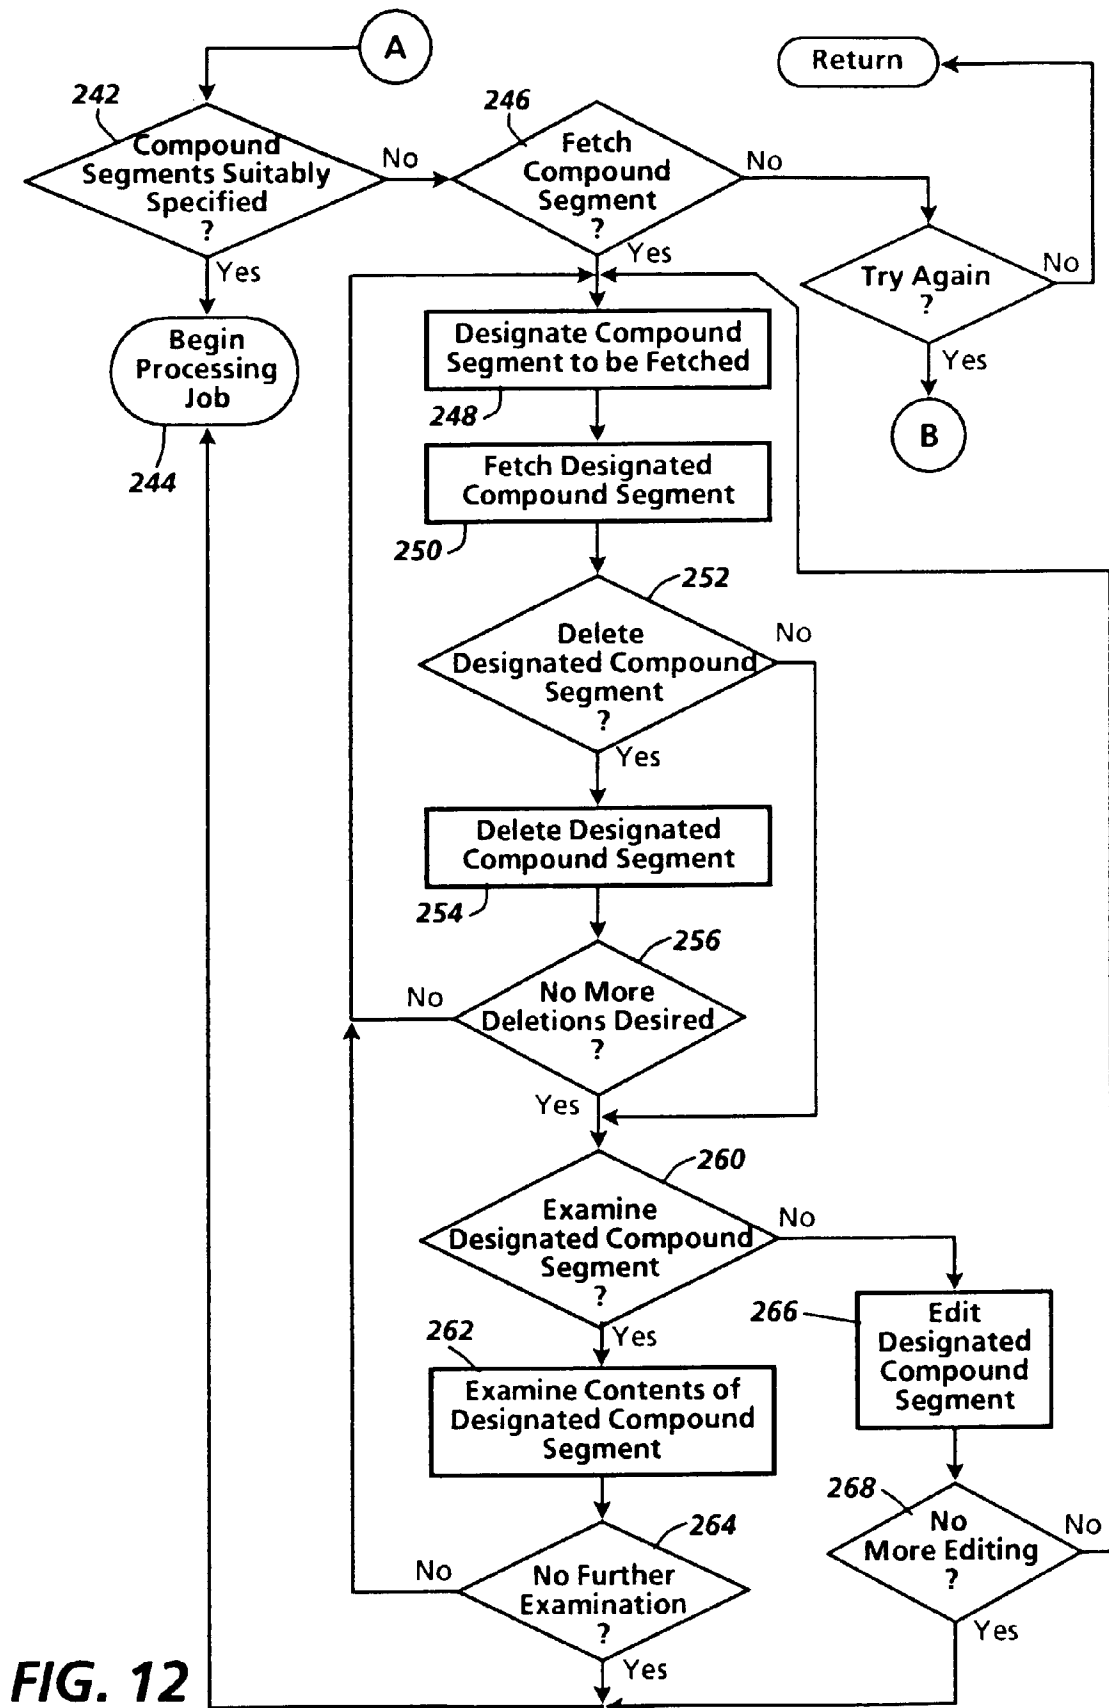 A
Return
242
Compound
Segments Suitably
Specified
?
No
Yes
246
Fetch
Compound
Segment
?
No
Yes
Try Again
?
No
Yes
B
Begin
Processing
Job
244
Designate Compound
Segment to be Fetched
248
Fetch Designated
Compound Segment
250
252
Delete
Designated Compound
Segment
?
No
Yes
Delete Designated
Compound Segment
254
256
No More
Deletions Desired
?
No
Yes
260
Examine
Designated Compound
Segment
?
No
Yes
262
Examine Contents of
Designated Compound
Segment
266
Edit
Designated
Compound
Segment
264
No Further
Examination
?
No
Yes
268
No
More Editing
?
No
Yes
FIG. 12